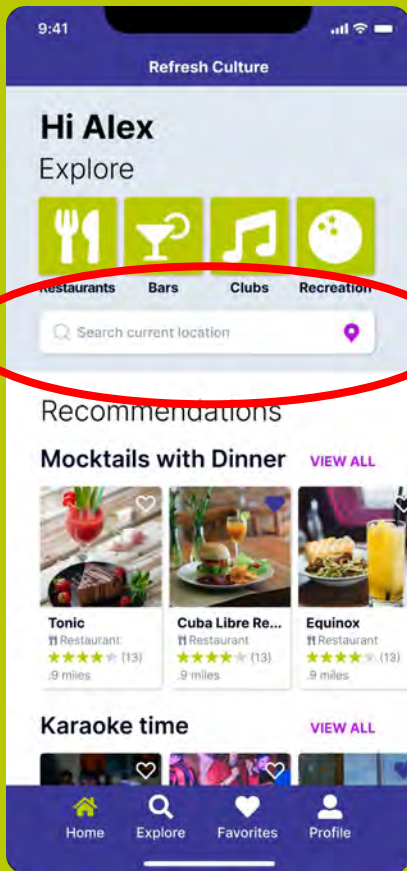 9:41
Refresh Culture
Hi Alex
Explore
Restaurants Bars Clubs Recreation
Search current location
Recommendations
Mocktails with Dinner VIEW ALL
Tonic Cuba Libre Re... Equinox
Restaurant Restaurant Restaurant
(13) (13) (13)
.9 miles .9 miles .9 miles
Karaoke time VIEW ALL
Home Explore Favorites Profile